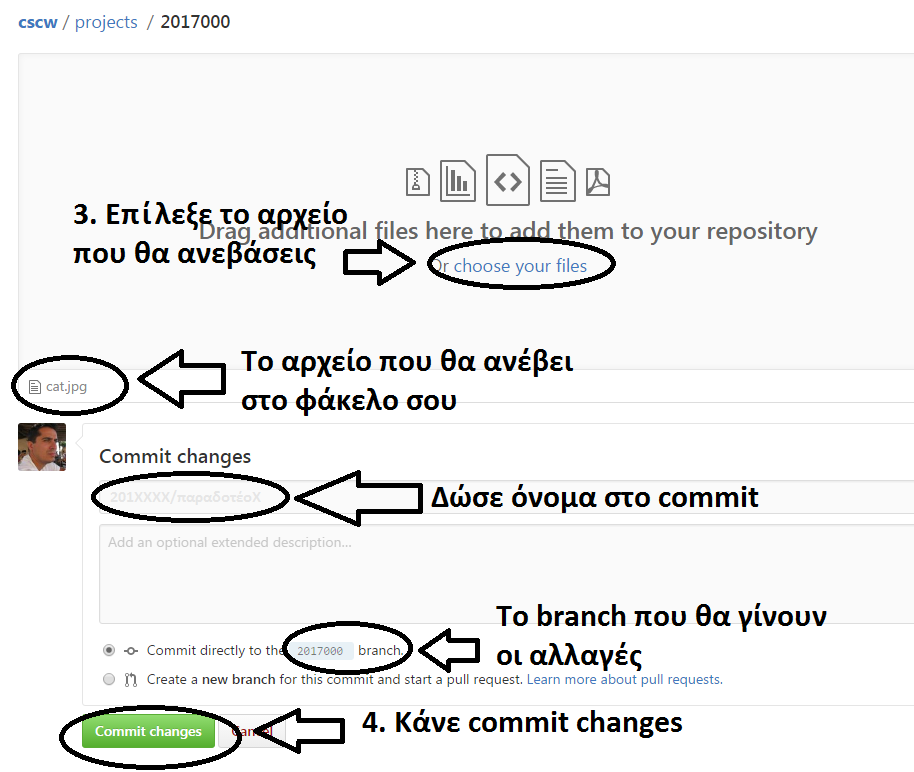 cscw / projects / 2017000
3. Επίλεξε το αρχείο
Drag additional files here to add them to your repository
που θα ανεβάσεις
Or choose your files
Το αρχείο που θα ανέβει
cat.jpg
στο φάκελο σου
Commit changes
201XXXX/παραδοτέοX
Δώσε όνομα στο commit
Add an optional extended description...
Το branch που θα γίνουν
οι αλλαγές
Commit directly to the 2017000 branch.
Create a new branch for this commit and start a pull request. Learn more about pull requests.
4. Κάνε commit changes
Commit changes
Cancel